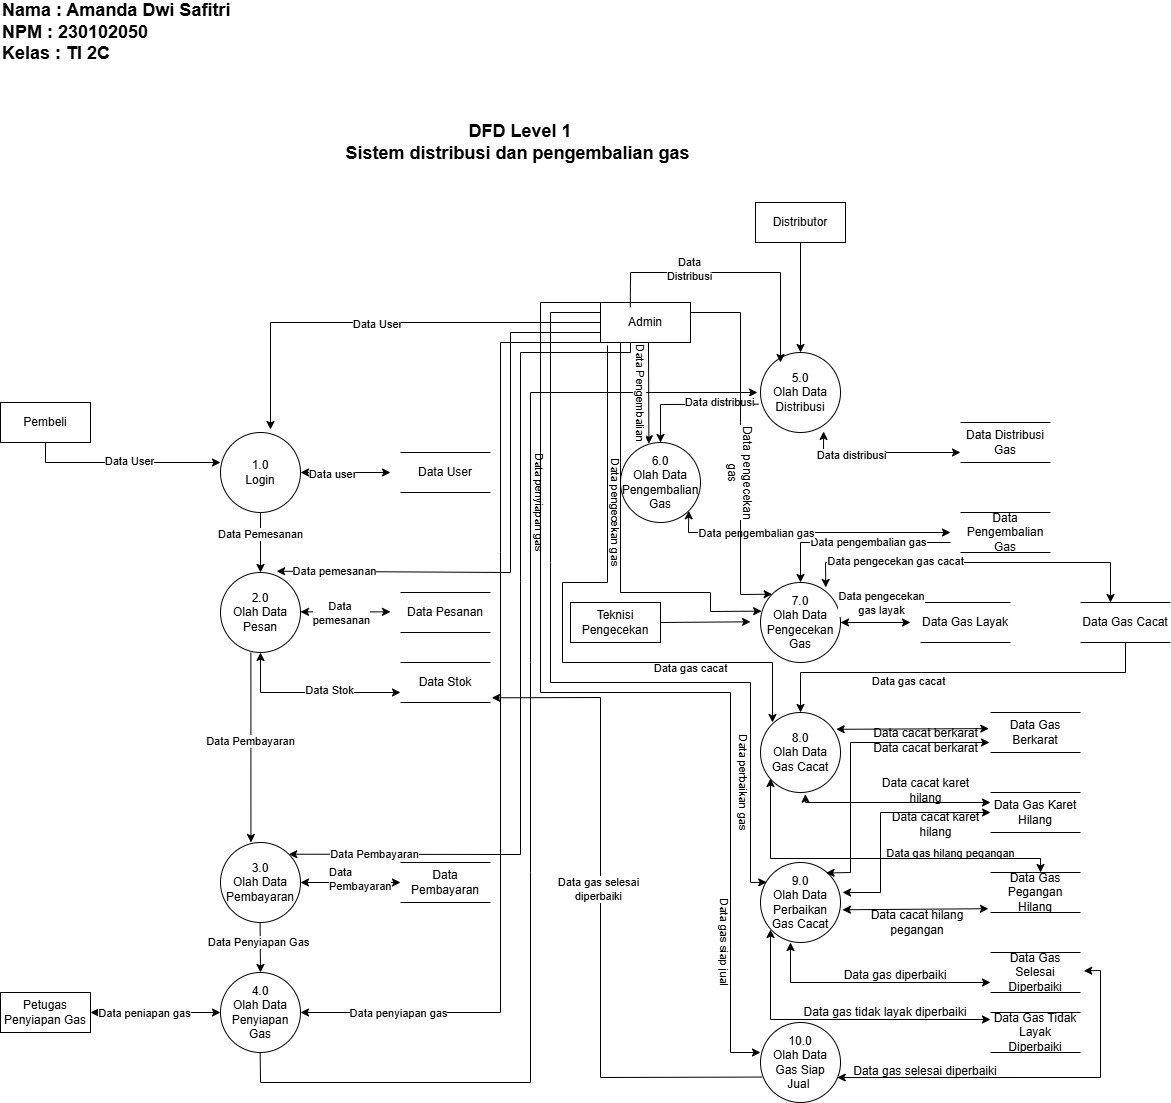 Nama : Amanda Dwi Safitri
NPM : 230102050
Kelas : TI 2C
DFD Level 1
Sistem distribusi dan pengembalian gas
Distributor
Data
Distribusi
Admin
Data User
Data Pengembalian
5.0
Olah Data
Distribusi
Data distribusi
Pembeli
Data User
1.0
Login
Data user
Data User
Data penyiapan gas
Data pengecekan gas
6.0
Olah Data
Pengembalian
Gas
Data pengecekan
gas
Data distribusi
Data Distribusi
Gas
Data Pemesanan
Data pengembalian gas
Data
Pengembalian
Gas
Data pengembalian gas
Data pengecekan gas cacat
Data pemesanan
2.0
Olah Data
Pesan
Data
pemesanan
Data Pesanan
Teknisi
Pengecekan
7.0
Olah Data
Pengecekan
Gas
Data pengecekan
gas layak
Data Gas Layak
Data Gas Cacat
Data gas cacat
Data gas cacat
Data Stok
Data Stok
Data Pembayaran
Data perbaikan gas
8.0
Olah Data
Gas Cacat
Data cacat berkarat
Data cacat berkarat
Data Gas
Berkarat
Data cacat karet
hilang
Data cacat karet
hilang
Data Gas Karet
Hilang
Data gas hilang pegangan
Data Pembayaran
3.0
Olah Data
Pembayaran
Data
Pembayaran
Data
Pembayaran
Data gas selesai
diperbaiki
Data gas siap jual
9.0
Olah Data
Perbaikan
Gas Cacat
Data cacat hilang
pegangan
Data Gas
Pegangan
Hilang
Data Penyiapan Gas
Data gas diperbaiki
Data Gas
Selesai
Diperbaiki
Petugas
Penyiapan Gas
Data peniapan gas
4.0
Olah Data
Penyiapan
Gas
Data penyiapan gas
Data gas tidak layak diperbaiki
Data Gas Tidak
Layak
Diperbaiki
10.0
Olah Data
Gas Siap
Jual
Data gas selesai diperbaiki